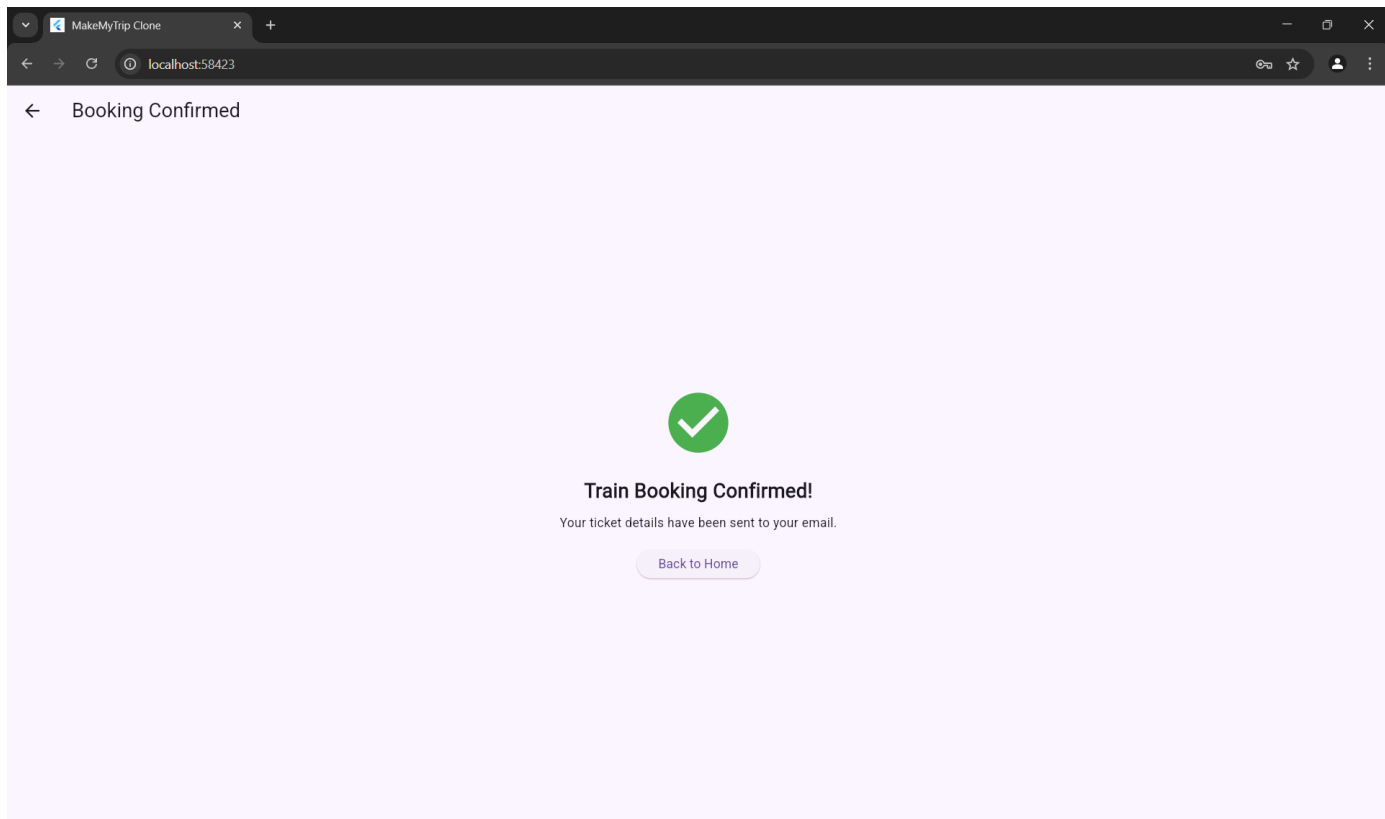 MakeMyTrip Clone
localhost:58423
Booking Confirmed
Train Booking Confirmed!
Your ticket details have been sent to your email.
Back to Home